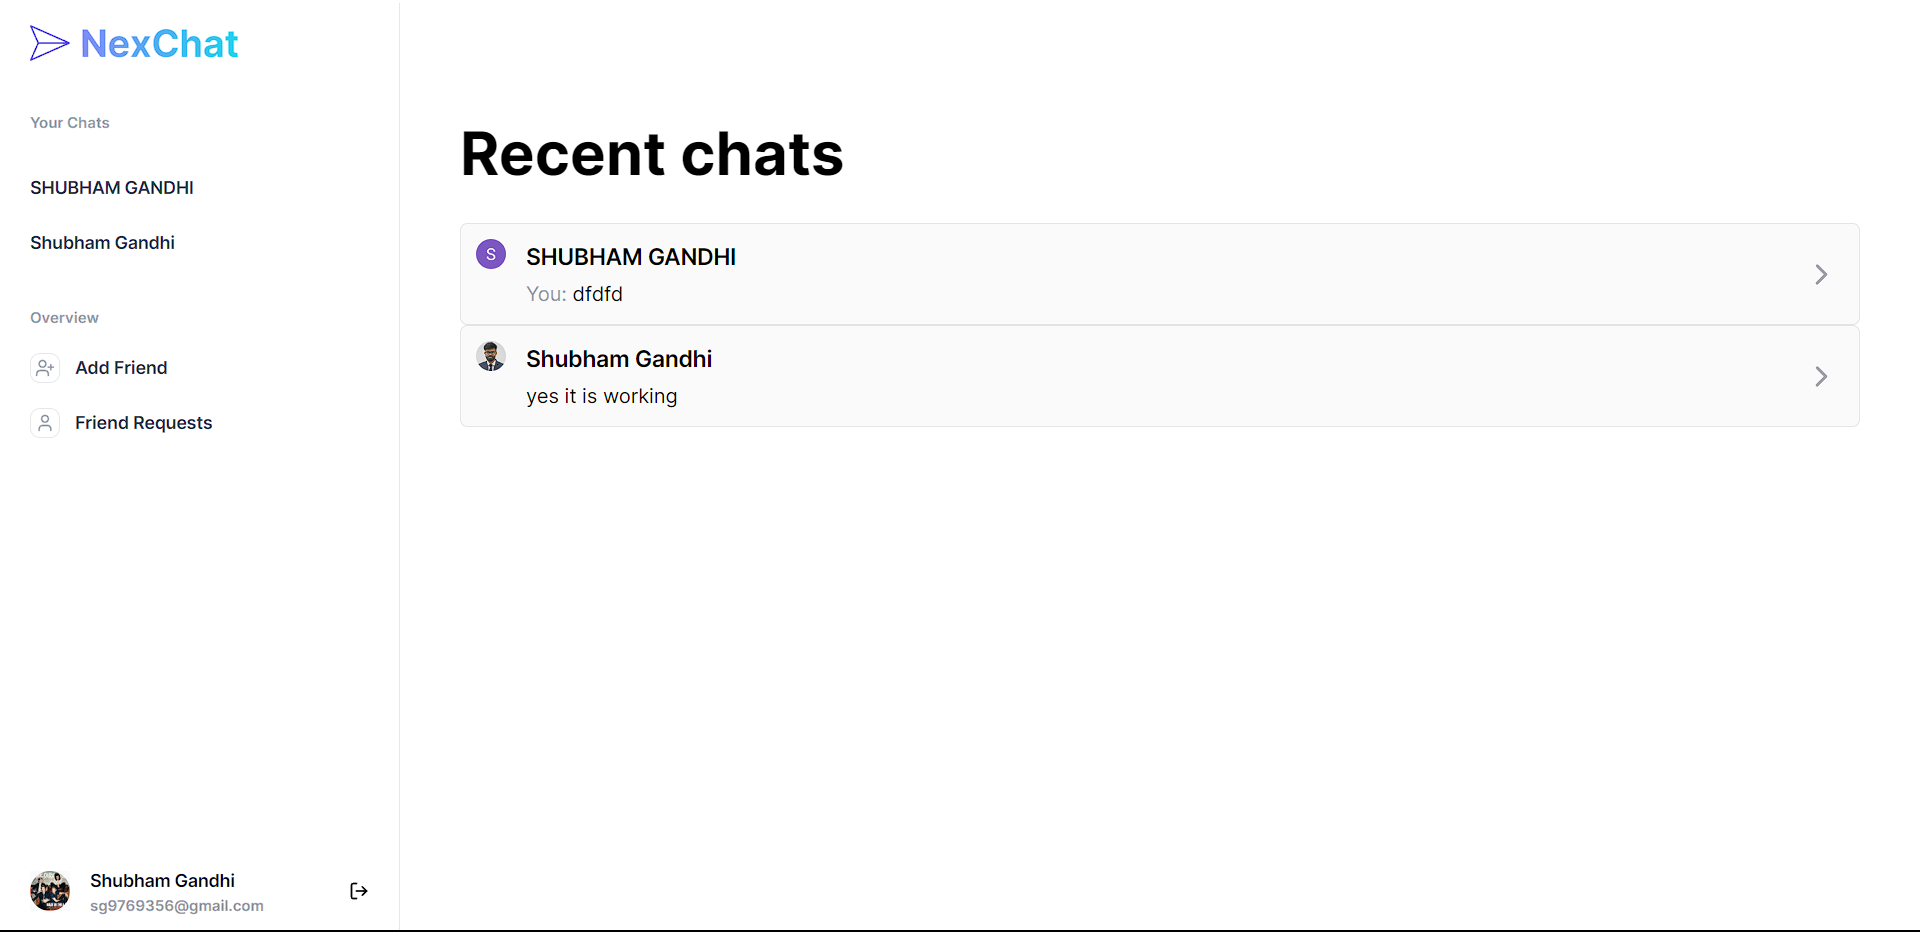 NexChat
Your Chats
SHUBHAM GANDHI
Shubham Gandhi
Overview
Add Friend
Friend Requests
Shubham Gandhi
sg9769356@gmail.com
Recent chats
S
SHUBHAM GANDHI
You: dfdfd
Shubham Gandhi
yes it is working